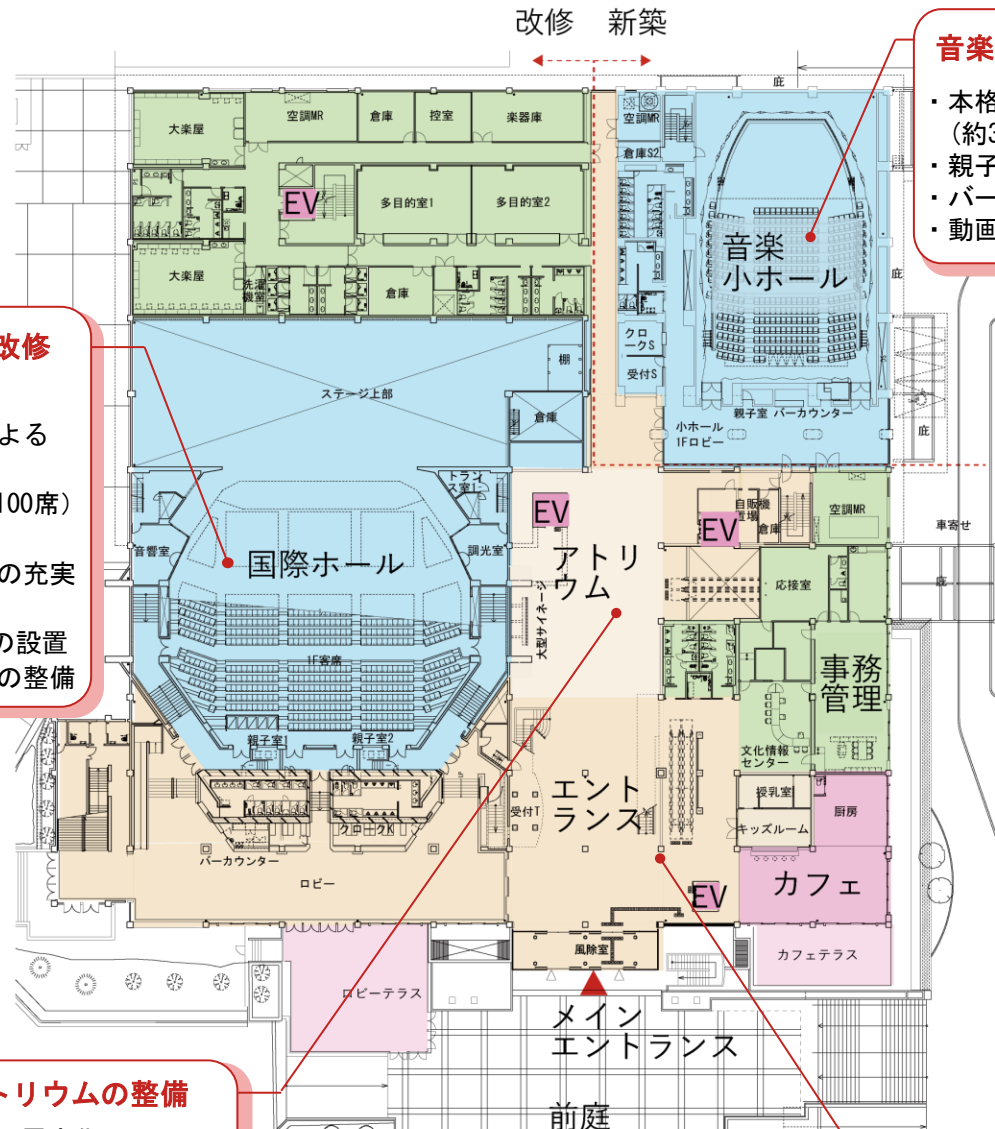 改修 新築
音楽
・本格
(約3
・親子
・バー
・動画
庇
大楽屋
空調MR
倉庫
控室
楽器庫
空調MR
倉庫S2
EV
多目的室1
多目的室2
音楽
小ホール
大楽屋
洗濯
機室
倉庫
庇
改修
よる
100席)
の充実
の設置
の整備
クロ
ークS
受付S
棚
ステージ上部
倉庫
親子室 バーカウンター
小ホール
1Fロビー
庇
トランス
室1
EV
EV
自販機
置場
倉庫
空調MR
車寄せ
音響室
国際ホール
調光室
アトリ
ウム
応接室
庇
大型サイネージ
1F客席
事務
管理
親子室1
親子室2
文化情報
センター
エント
ランス
受付T
授乳室
厨房
キッズルーム
クロークK
バーカウンター
ロビー
カフェ
EV
風除室
カフェテラス
ロビーテラス
メイン
エントランス
トリウムの整備
前庭